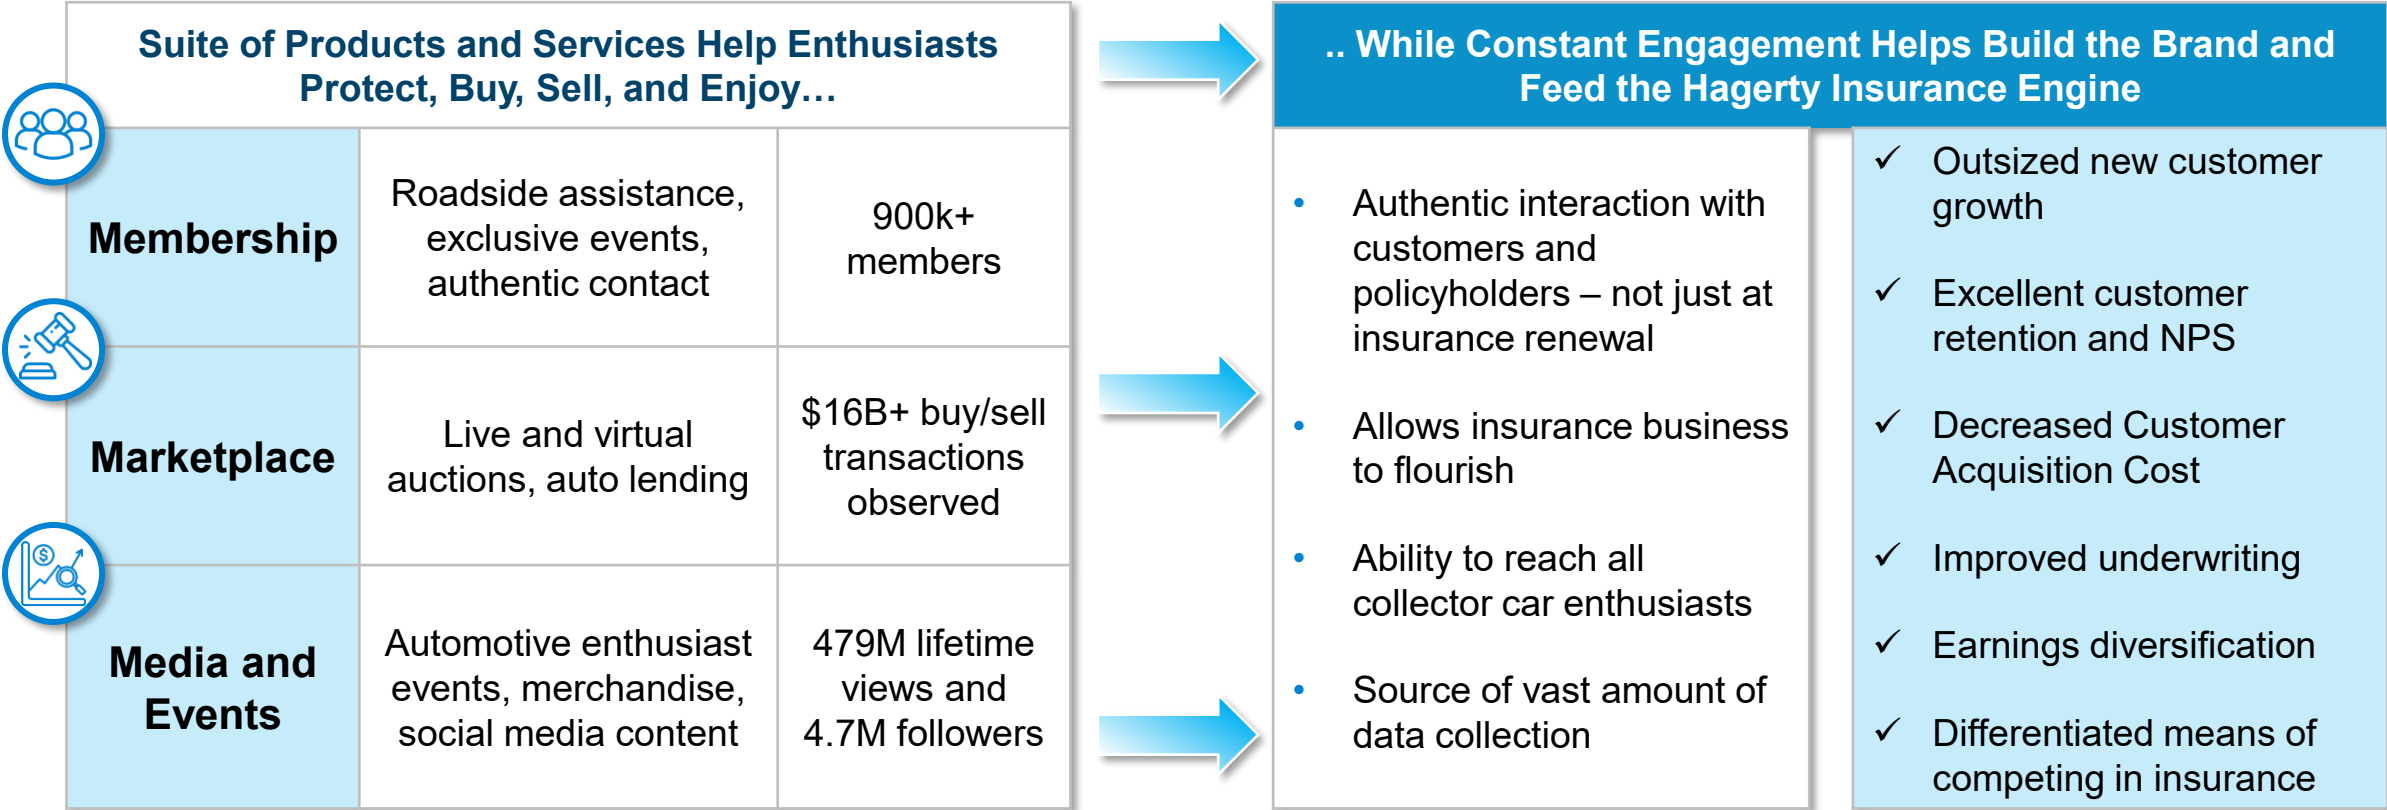 Suite of Products and Services Help Enthusiasts
Protect, Buy, Sell, and Enjoy…
Membership
Roadside assistance,
exclusive events,
authentic contact
900k+
members
Marketplace
Live and virtual
auctions, auto lending
$16B+ buy/sell
transactions
observed
Media and
Events
Automotive enthusiast
events, merchandise,
social media content
479M lifetime
views and
4.7M followers
.. While Constant Engagement Helps Build the Brand and
Feed the Hagerty Insurance Engine
• Authentic interaction with
customers and
policyholders – not just at
insurance renewal
• Allows insurance business
to flourish
• Ability to reach all
collector car enthusiasts
• Source of vast amount of
data collection
✓ Outsized new customer
growth
✓ Excellent customer
retention and NPS
✓ Decreased Customer
Acquisition Cost
✓ Improved underwriting
✓ Earnings diversification
✓ Differentiated means of
competing in insurance